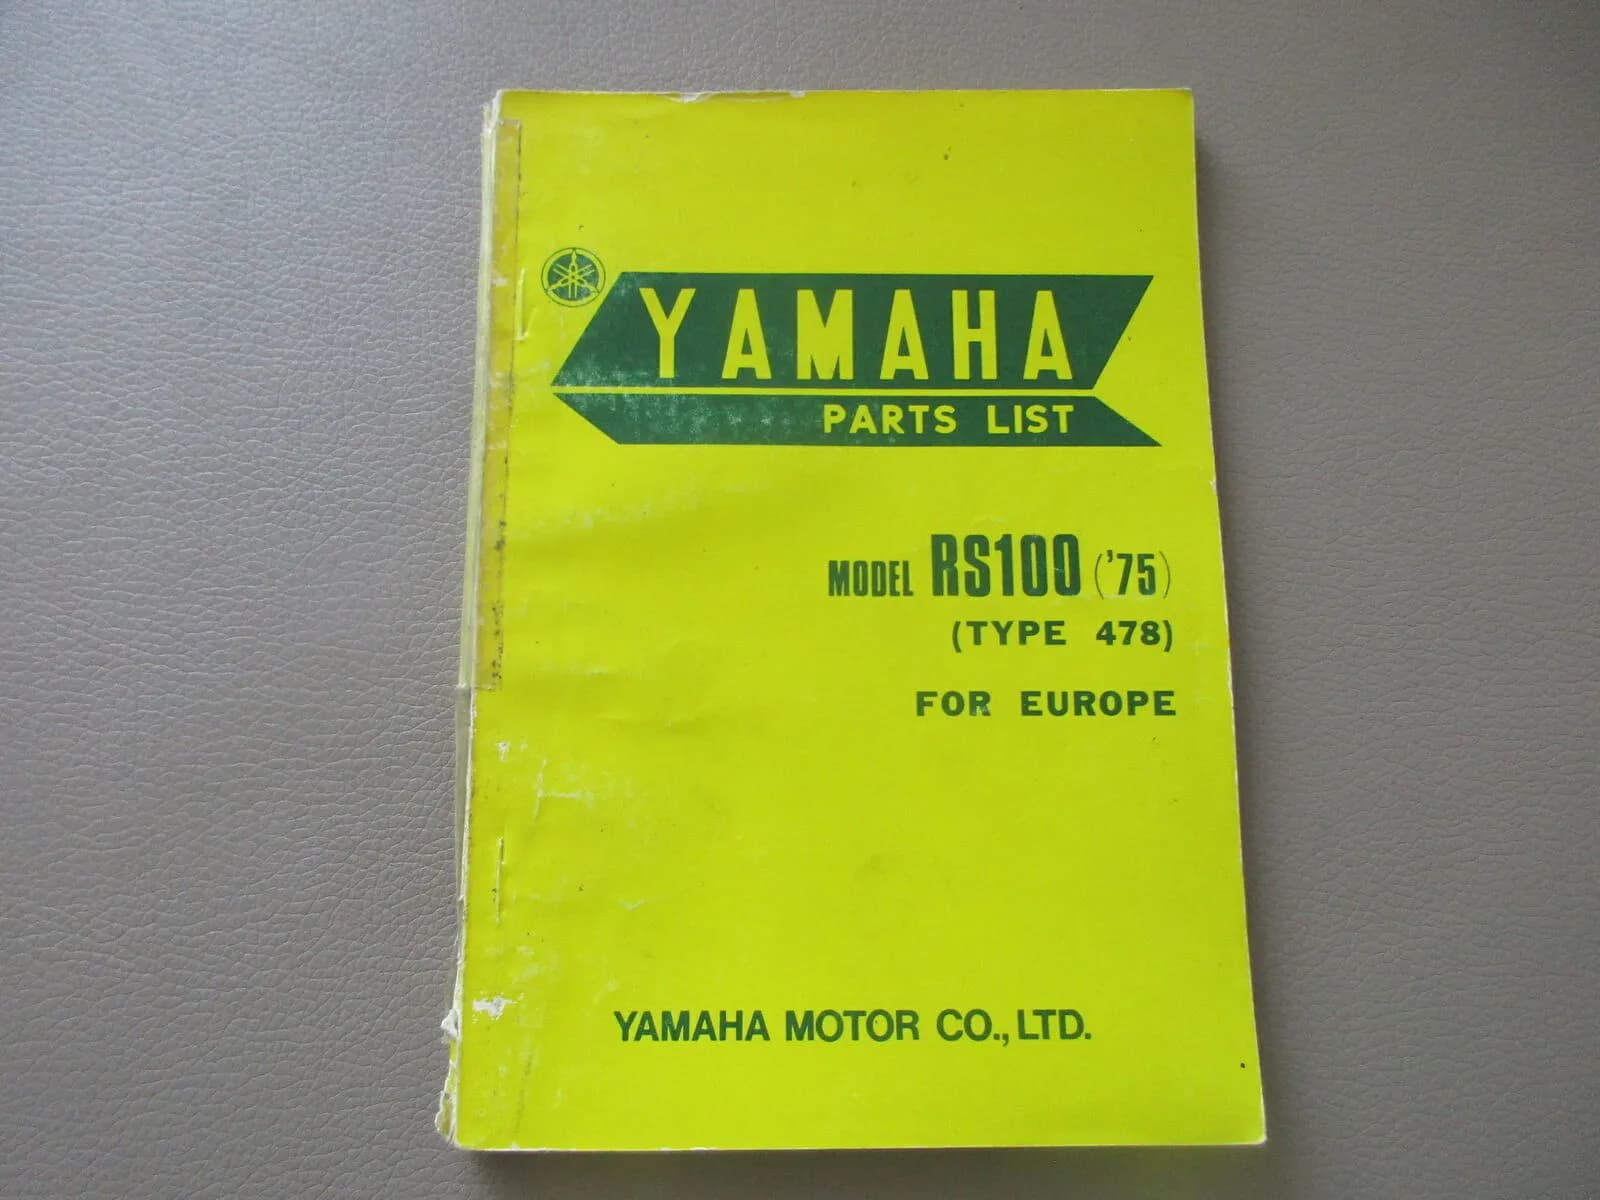 YAMAHA
PARTS LIST
MODEL RS100 ('75)
(TYPE 478)
FOR EUROPE
YAMAHA MOTOR CO., LTD.